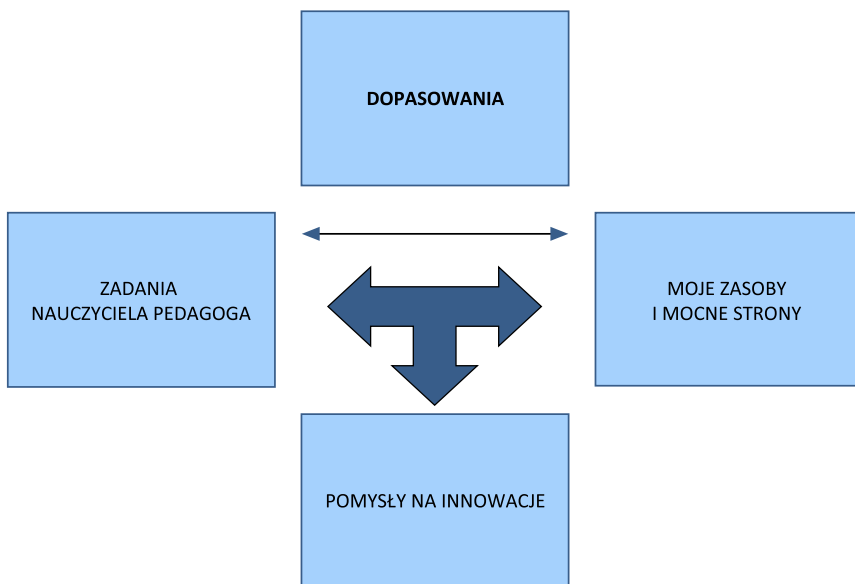 DOPASOWANIA
ZADANIA
NAUCZYCIELA PEDAGOGA
MOJE ZASOBY
I MOCNE STRONY
POMYSŁY NA INNOWACJE